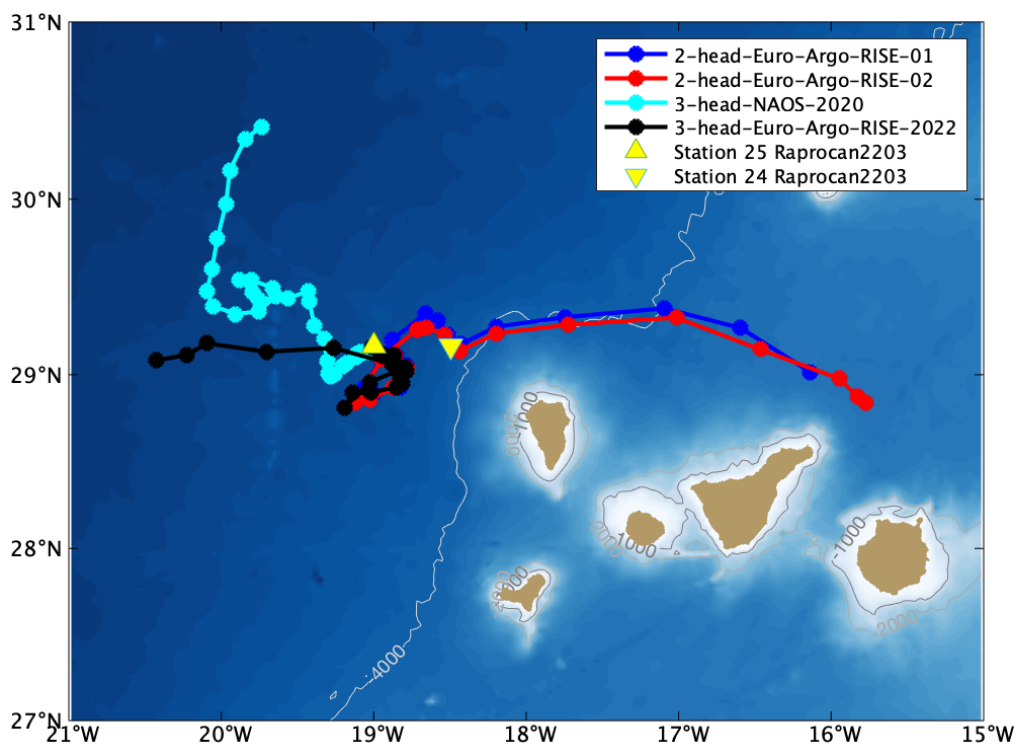 31°N
30°N
29°N
28°N
27°N
2-head-Euro-Argo-RISE-01
2-head-Euro-Argo-RISE-02
3-head-NAOS-2020
3-head-Euro-Argo-RISE-2022
Station 25 Raprocan2203
Station 24 Raprocan2203
-1000
-1000
-1000
-2000
-4000
21°W
20°W
19°W
18°W
17°W
16°W
15°W